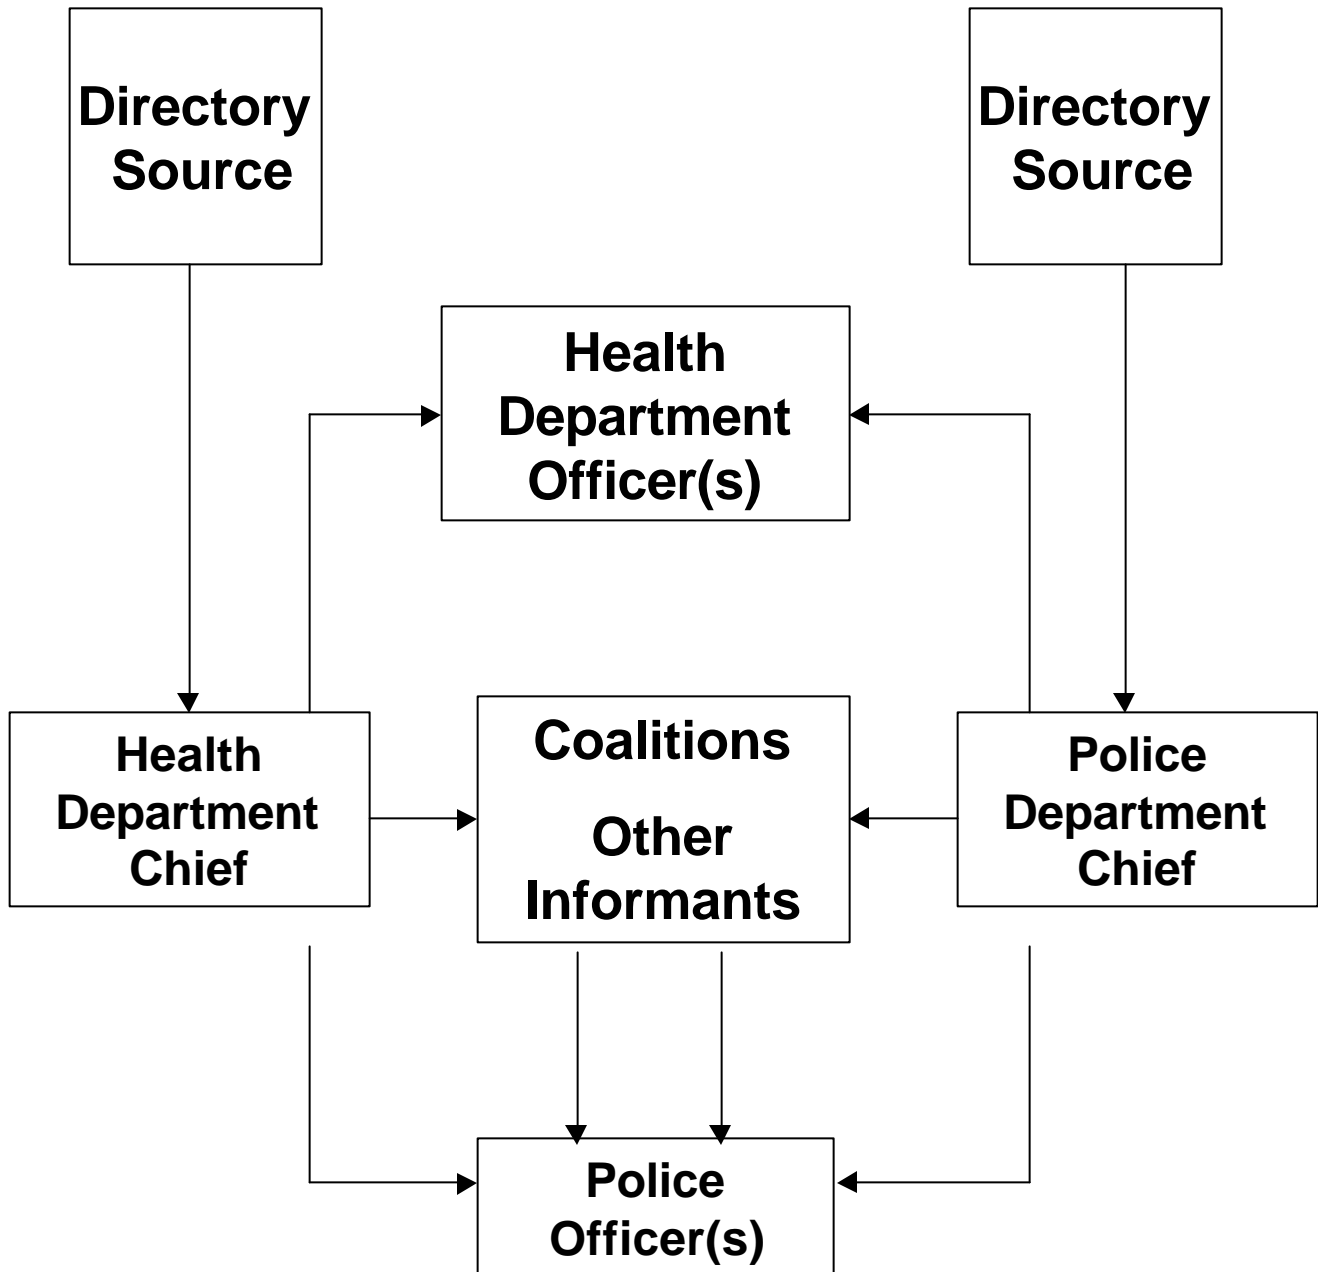 Directory
Source
Directory
Source
Health
Department
Officer(s)
Health
Department
Chief
Coalitions
Other
Informants
Police
Department
Chief
Police
Officer(s)